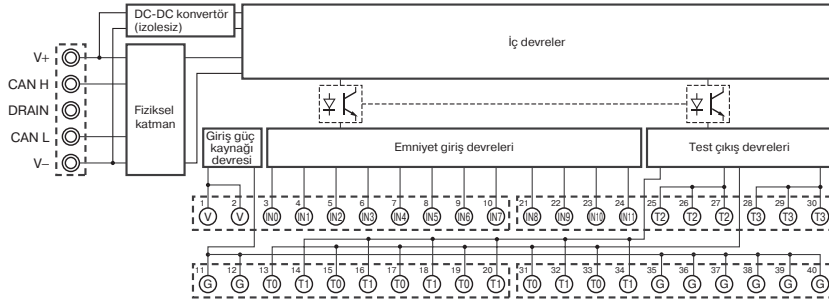 DC-DC konvertör
(izolesiz)
İç devreler
V+
CAN H
DRAIN
CAN L
V–
Fiziksel
katman
Giriş güç
kaynağı
devresi
Emniyet giriş devreleri
Test çıkış devreleri
1 2 3 4 5 6 7 8 9 10 21 22 23 24 25 26 27 28 29 30
V V IN0 IN1 IN2 IN3 IN4 IN5 IN6 IN7 IN8 IN9 IN10 IN11 T2 T2 T2 T3 T3 T3
11 12 13 14 15 16 17 18 19 20 31 32 33 34 35 36 37 38 39 40
G G T0 T1 T0 T1 T0 T1 T0 T1 T0 T1 T0 T1 G G G G G G